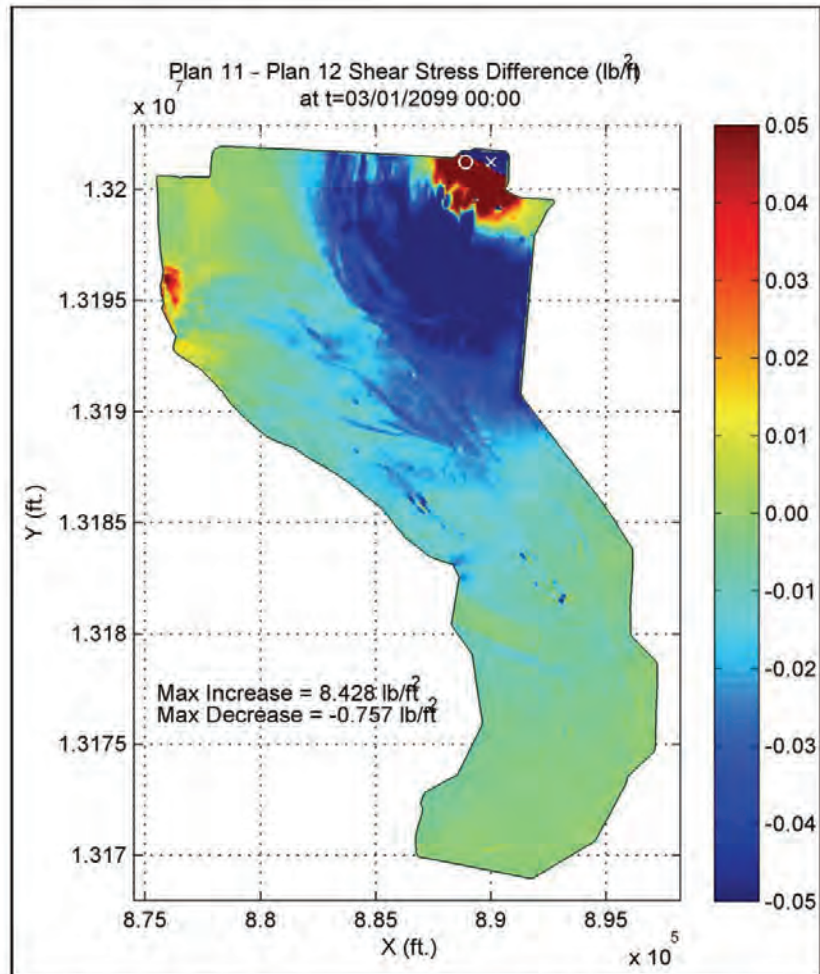 Plan 11 - Plan 12 Shear Stress Difference (lb/ft²)
x 10⁷
at t=03/01/2099 00:00
1.32
1.3195
1.319
1.3185
1.318
1.3175
1.317
Y (ft.)
Max Increase = 8.428 lb/ft²
Max Decrease = -0.757 lb/ft²
8.75
8.8
8.85
8.9
8.95
X (ft.)
x 10⁵
0.05
0.04
0.03
0.02
0.01
0.00
-0.01
-0.02
-0.03
-0.04
-0.05